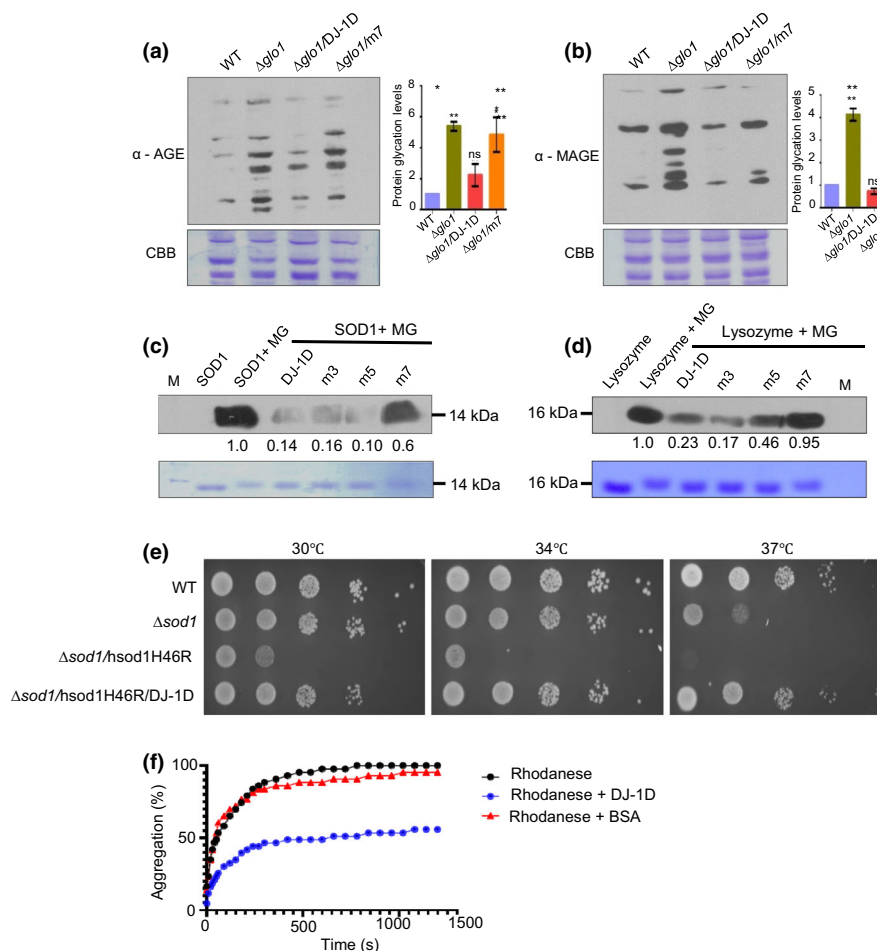 (a)
WT
Δglo1
Δglo1/DJ-1D
Δglo1/m7
α - AGE
CBB
Protein glycation levels
8
6
4
2
0
*
**
ns
**
*
**
WT
Δglo1
Δglo1/DJ-1D
Δglo1/m7
(b)
WT
Δglo1
Δglo1/DJ-1D
Δglo1/m7
α - MAGE
CBB
Protein glycation levels
5
4
3
2
1
0
**
**
ns
WT
Δglo1
Δglo1/DJ-1D
(c)
SOD1+ MG
M
SOD1
SOD1+ MG
DJ-1D
m3
m5
m7
14 kDa
1.0 0.14 0.16 0.10 0.6
14 kDa
(d)
Lysozyme + MG
Lysozyme
Lysozyme + MG
DJ-1D
m3
m5
m7
M
16 kDa
1.0 0.23 0.17 0.46 0.95
16 kDa
(e)
30°C 34°C 37°C
WT
Δsod1
Δsod1/hsod1H46R
Δsod1/hsod1H46R/DJ-1D
(f)
Aggregation (%)
100
50
0
0 500 1000 1500
Time (s)
Rhodanese
Rhodanese + DJ-1D
Rhodanese + BSA